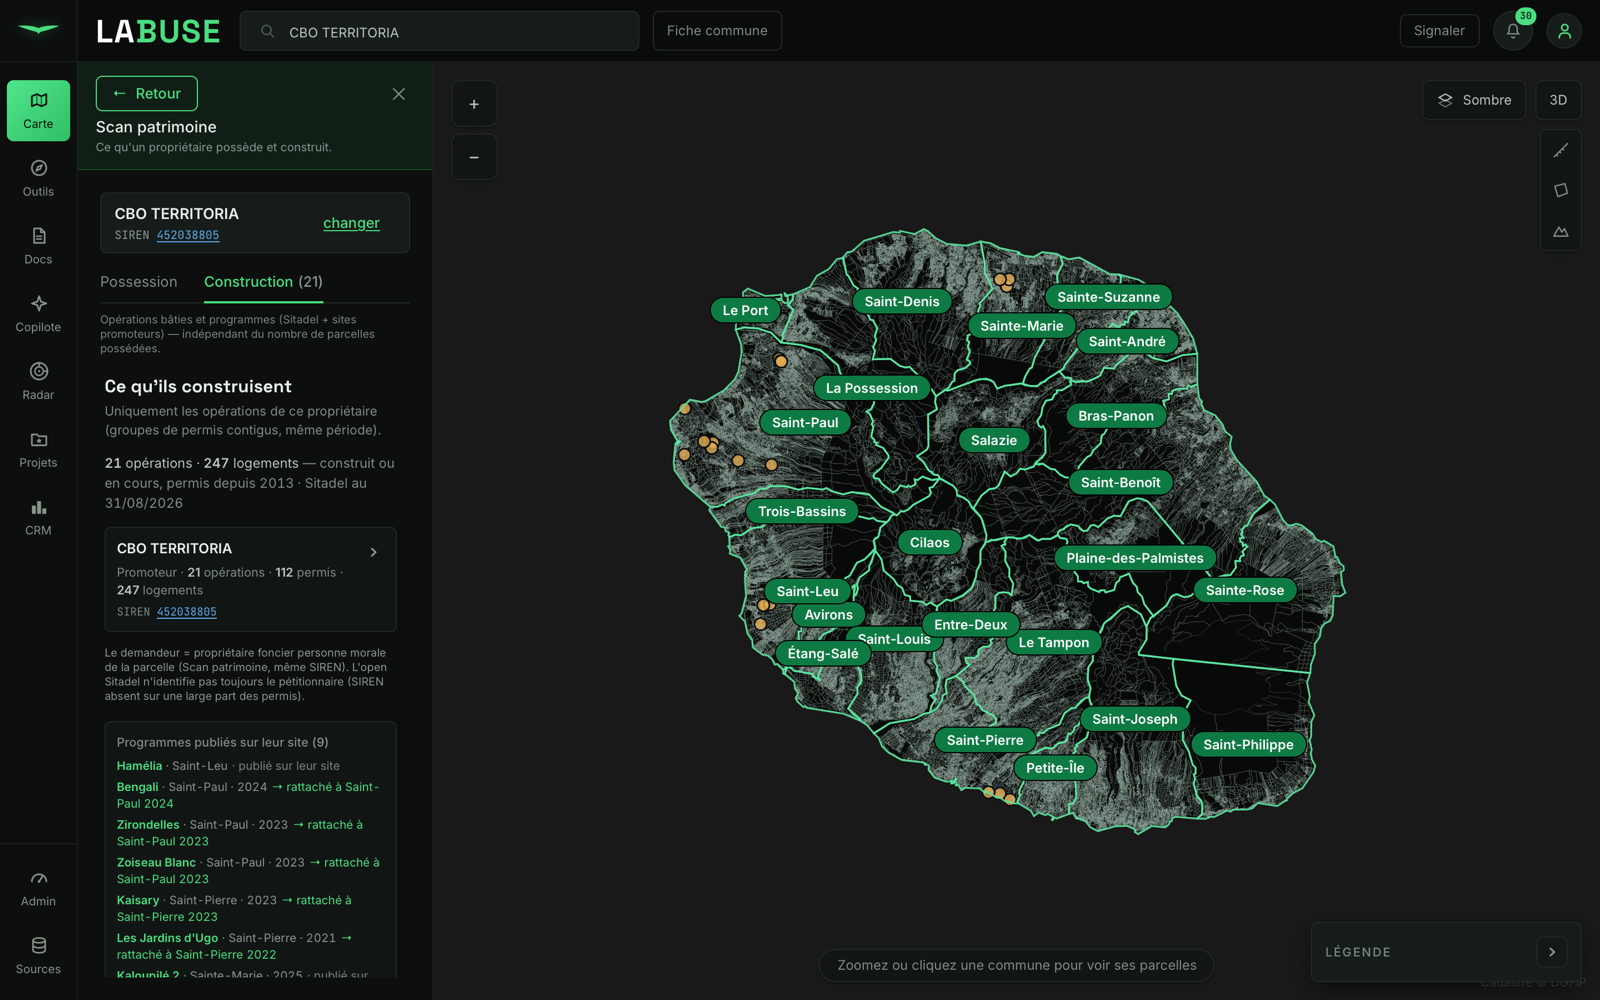 LABUSE
CBO TERRITORIA
Fiche commune
Signaler
30
Carte
Outils
Docs
Copilote
Radar
Projets
CRM
Admin
Sources
← Retour
Scan patrimoine
Ce qu'un propriétaire possède et construit.
CBO TERRITORIA
SIREN 452038805
changer
Possession
Construction (21)
Opérations bâties et programmes (Sitadel + sites
promoteurs) — indépendant du nombre de parcelles
possédées.
Ce qu'ils construisent
Uniquement les opérations de ce propriétaire
(groupes de permis contigus, même période).
21 opérations · 247 logements — construit ou
en cours, permis depuis 2013 · Sitadel au
31/08/2026
CBO TERRITORIA
Promoteur · 21 opérations · 112 permis ·
247 logements
SIREN 452038805
Le demandeur = propriétaire foncier personne morale
de la parcelle (Scan patrimoine, même SIREN). L'open
Sitadel n'identifie pas toujours le pétitionnaire (SIREN
absent sur une large part des permis).
Programmes publiés sur leur site (9)
Hamélia · Saint-Leu · publié sur leur site
Bengali · Saint-Paul · 2024 → rattaché à Saint-
Paul 2024
Zirondelles · Saint-Paul · 2023 → rattaché à
Saint-Paul 2023
Zoiseau Blanc · Saint-Paul · 2023 → rattaché à
Saint-Paul 2023
Kaisary · Saint-Pierre · 2023 → rattaché à
Saint-Pierre 2023
Les Jardins d'Ugo · Saint-Pierre · 2021 →
rattaché à Saint-Pierre 2022
Kaloupilé 2 · Sainte-Marie · 2025 · publié sur
+
−
Sombre
3D
Le Port
Saint-Denis
Sainte-Suzanne
Sainte-Marie
Saint-André
La Possession
Saint-Paul
Bras-Panon
Salazie
Saint-Benoît
Trois-Bassins
Cilaos
Plaine-des-Palmistes
Sainte-Rose
Saint-Leu
Avirons
Entre-Deux
Saint-Louis
Le Tampon
Étang-Salé
Saint-Joseph
Saint-Pierre
Saint-Philippe
Petite-Île
Zoomez ou cliquez une commune pour voir ses parcelles
LÉGENDE
Cadastre © DGFiP